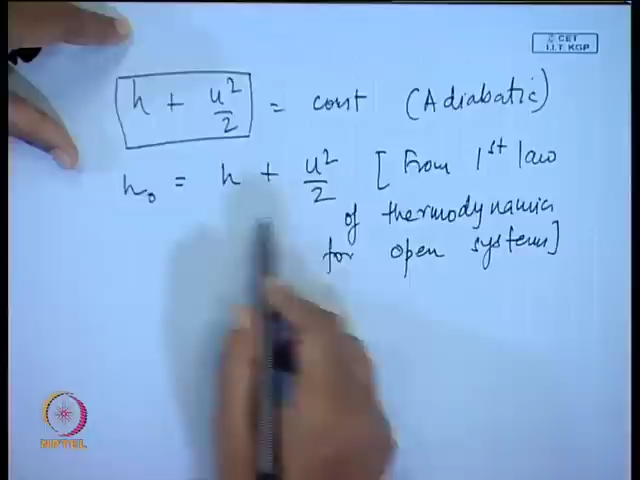 © CET
I.I.T. KGP
h + u²/2 = const (Adiabatic)
h₀ = h + u²/2 [From 1st law
of thermodynamics
for open systems]
NPTEL